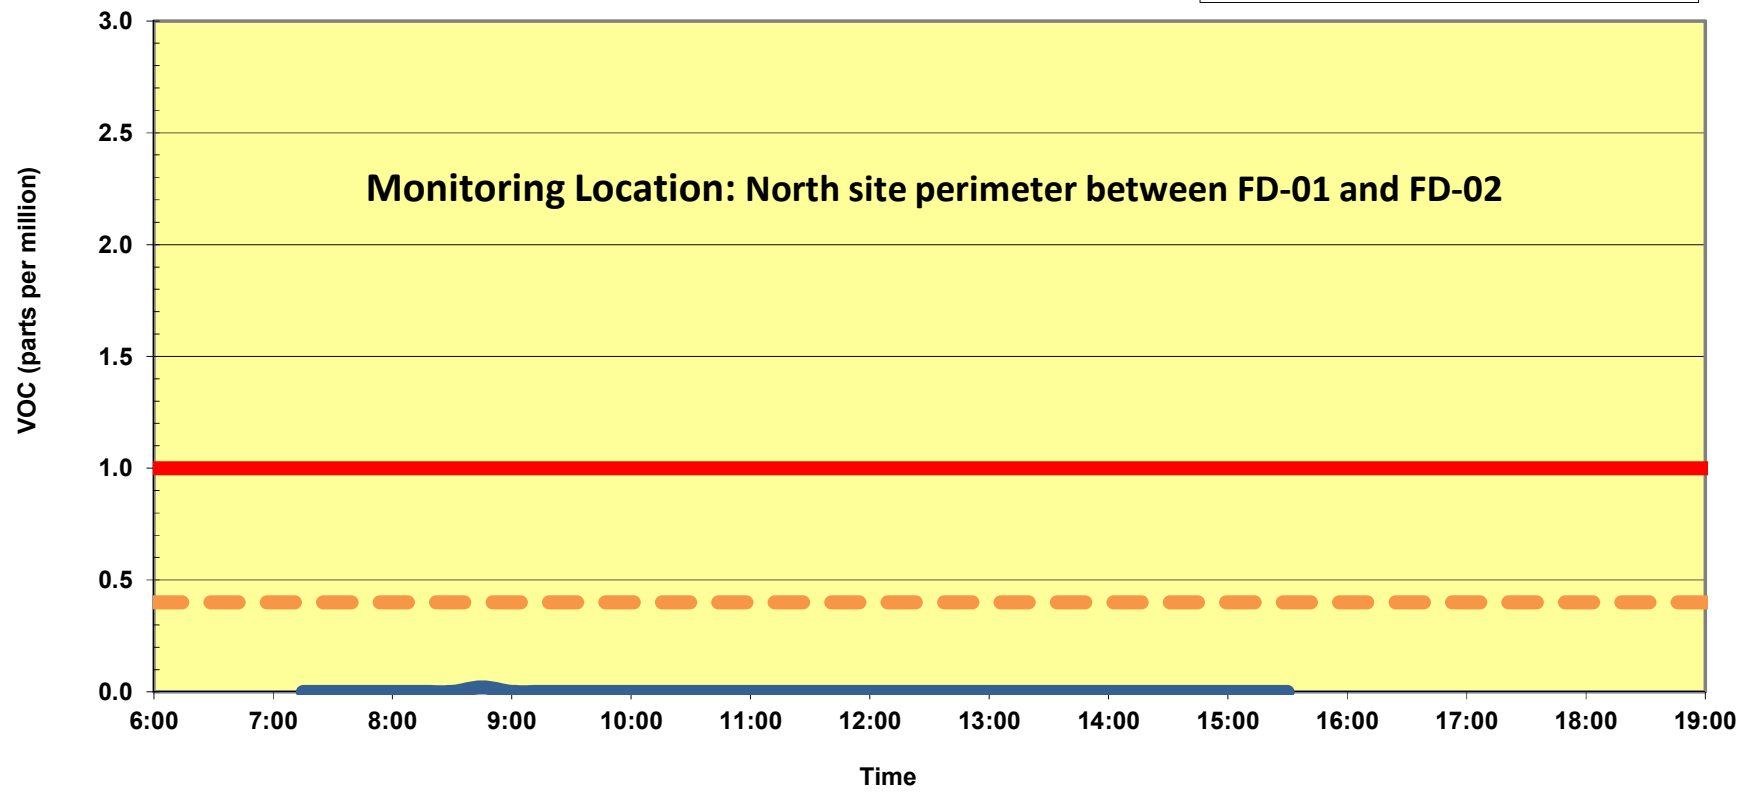 3.0
2.5
Monitoring Location: North site perimeter between FD-01 and FD-02
2.0
1.5
1.0
0.5
0.0
VOC (parts per million)
6:00 7:00 8:00 9:00 10:00 11:00 12:00 13:00 14:00 15:00 16:00 17:00 18:00 19:00
Time